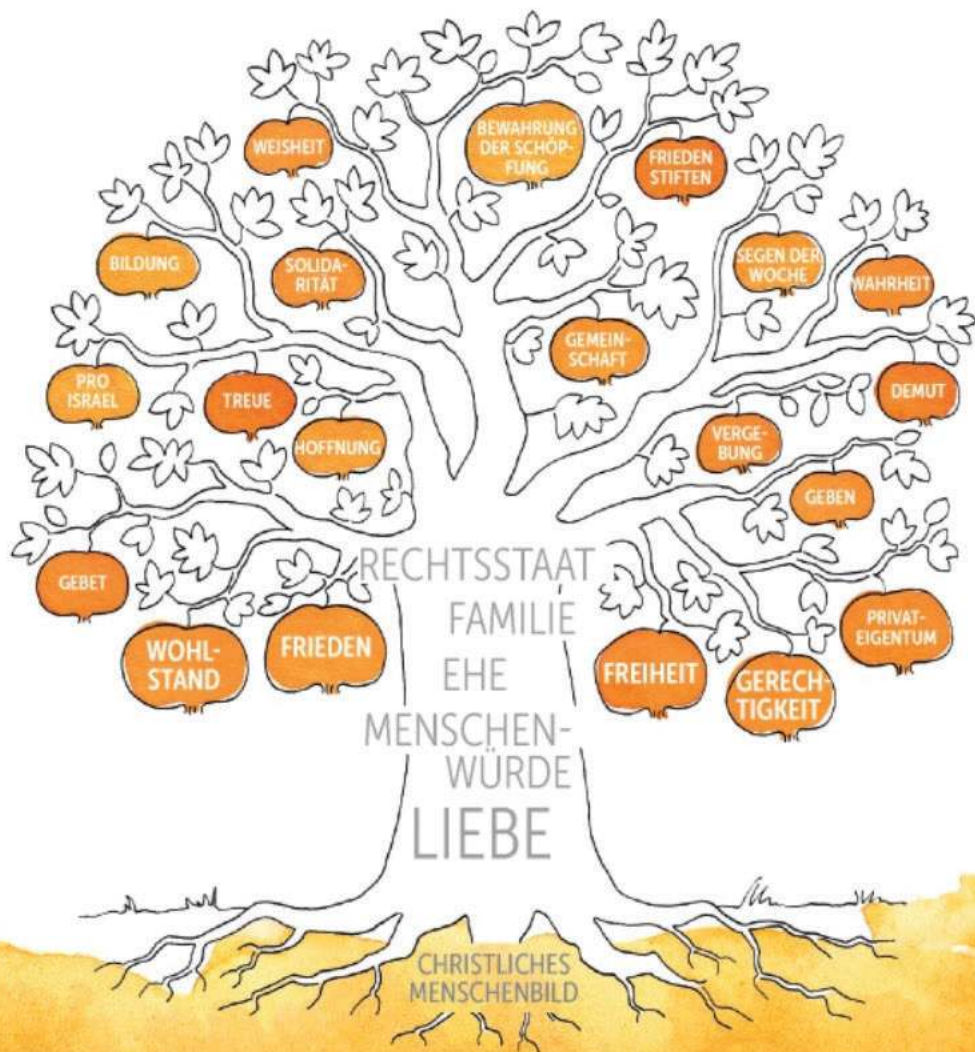 BEWAHRUNG
DER SCHÖP-
FUNG
WEISHEIT
FRIEDEN
STIFTEN
BILDUNG
SOLIDA-
RITÄT
SEGEN DER
WOCHE
WAHRHEIT
GEMEIN-
SCHAFT
PRO
ISRAEL
TREUE
DEMUT
HOFFNUNG
VERGE-
BUNG
GEBEN
GEBET
WOHL-
STAND
FRIEDEN
FREIHEIT
GERECH-
TIGKEIT
PRIVAT-
EIGENTUM
RECHTSSTAAT
FAMILIE
EHE
MENSCHEN-
WÜRDE
LIEBE
CHRISTLICHES
MENSCHENBILD